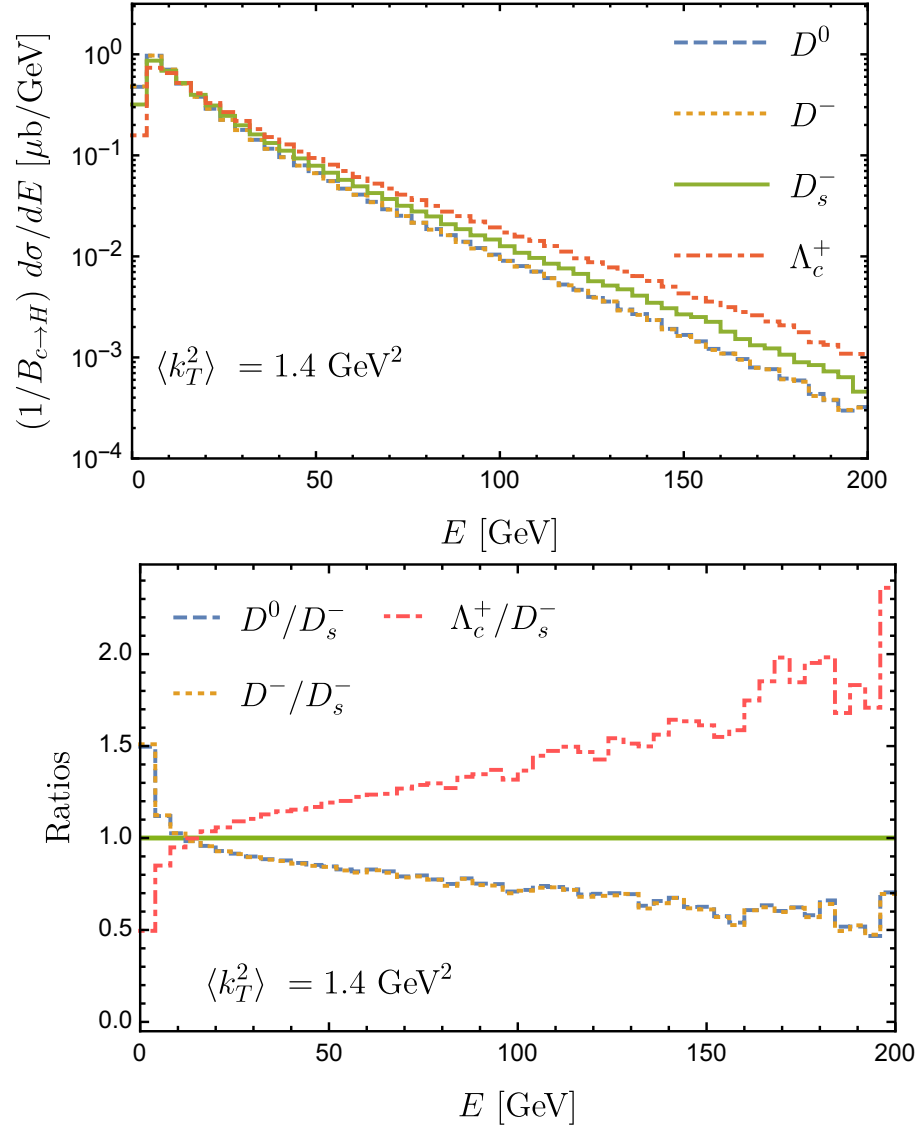 (1/B_{c→H}) dσ/dE [μb/GeV]
10^0
10^{-1}
10^{-2}
10^{-3}
10^{-4}
D^0
D^-
D_s^-
Λ_c^+
⟨k_T^2⟩ = 1.4 GeV^2
0 50 100 150 200
E [GeV]
Ratios
2.0
1.5
1.0
0.5
0.0
D^0/D_s^- Λ_c^+/D_s^-
D^-/D_s^-
⟨k_T^2⟩ = 1.4 GeV^2
0 50 100 150 200
E [GeV]